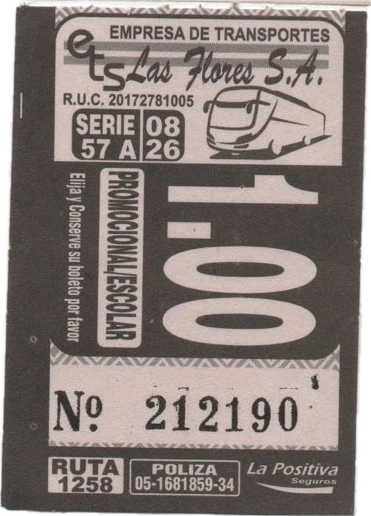 EMPRESA DE TRANSPORTES
ets Las Flores S.A.
R.U.C. 20172781005
SERIE 08
57 A 26
1.00
PROMOCIONAL/ESCOLAR
Elija y Conserve su boleto por favor
Nº 212190
RUTA
1258
POLIZA
05-1681859-34
La Positiva
Seguros